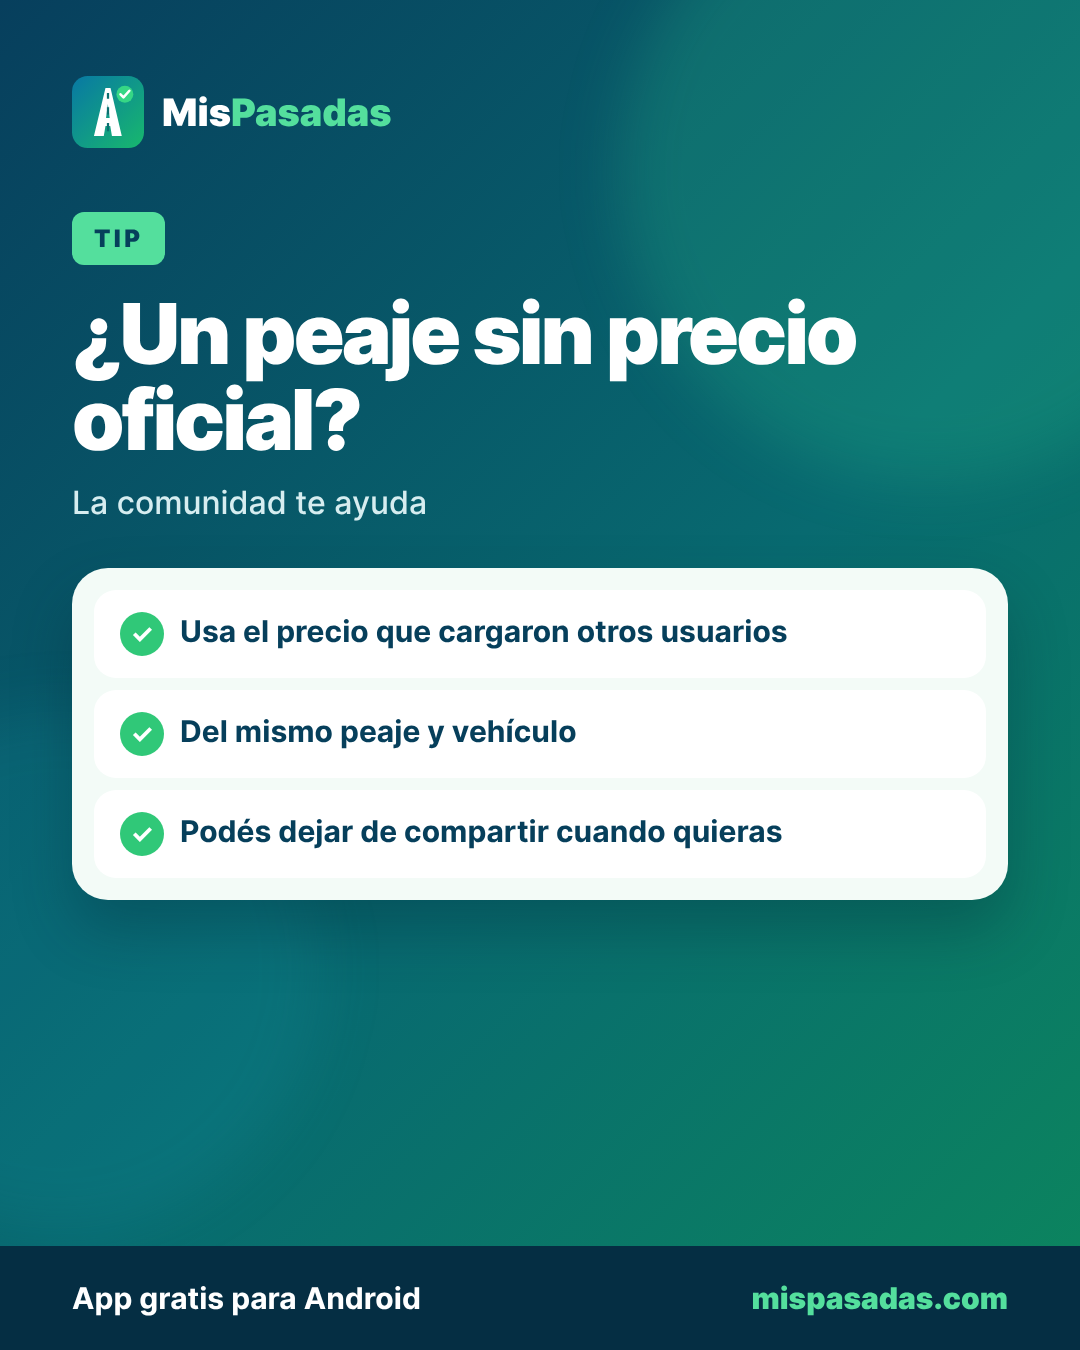 MisPasadas
TIP
¿Un peaje sin precio
oficial?
La comunidad te ayuda
Usa el precio que cargaron otros usuarios
Del mismo peaje y vehículo
Podés dejar de compartir cuando quieras
App gratis para Android
mispasadas.com